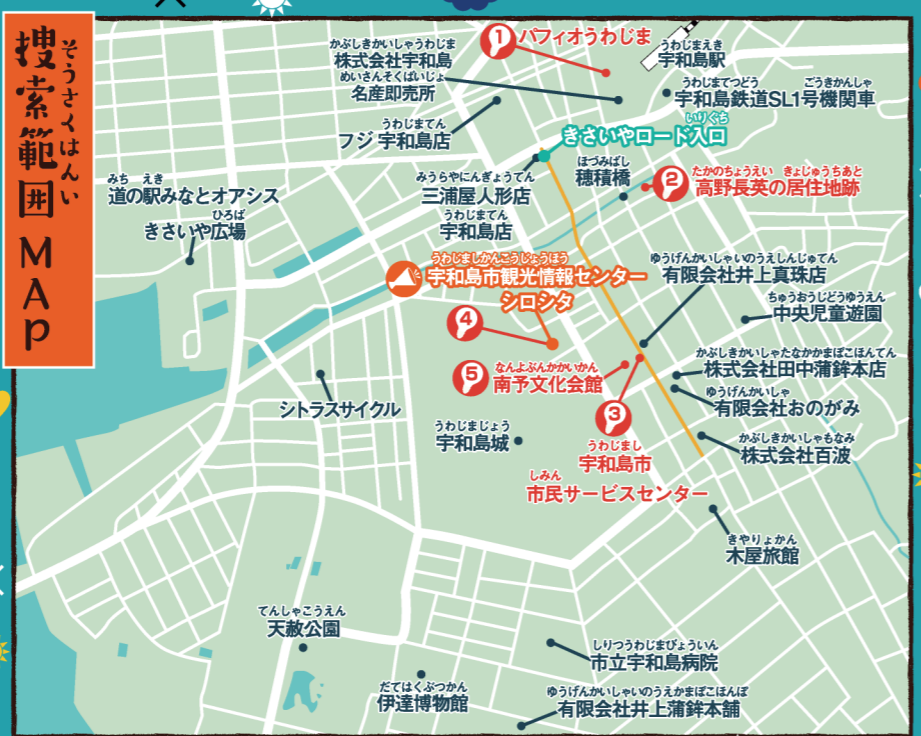 そうさくはんい
捜索範囲MAP
1
パフィオうわじま
かぶしきかいしゃうわじま
株式会社宇和島
めいさんそくばいじょ
名産即売所
うわじまえき
宇和島駅
うわじまてつどう ごうきかんしゃ
宇和島鉄道SL1号機関車
うわじまてん
フジ 宇和島店
いりぐち
きさいやロード入口
みうらやにんぎょうてん
三浦屋人形店
うわじまてん
宇和島店
ほづみばし
穂積橋
2
たかのちょうえい きょじゅうちあと
高野長英の居住地跡
みち えき
道の駅みなとオアシス
ひろば
きさいや広場
うわじましかんこうじょうほう
宇和島市観光情報センター
シロシタ
ゆうげんかいしゃいのうえしんじゅてん
有限会社井上真珠店
ちゅうおうじどうゆうえん
中央児童遊園
4
5
なんよぶんかかいかん
南予文化会館
かぶしきかいしゃたなかかまぼこほんてん
株式会社田中蒲鉾本店
ゆうげんかいしゃ
有限会社おのがみ
シトラスサイクル
うわじまじょう
宇和島城
3
うわじまし
宇和島市
しみん
市民サービスセンター
かぶしきかいしゃもなみ
株式会社百波
きやりょかん
木屋旅館
てんしゃこうえん
天赦公園
しりつうわじまびょういん
市立宇和島病院
だてはくぶつかん
伊達博物館
ゆうげんかいしゃいのうえかまぼこほんぽ
有限会社井上蒲鉾本舗